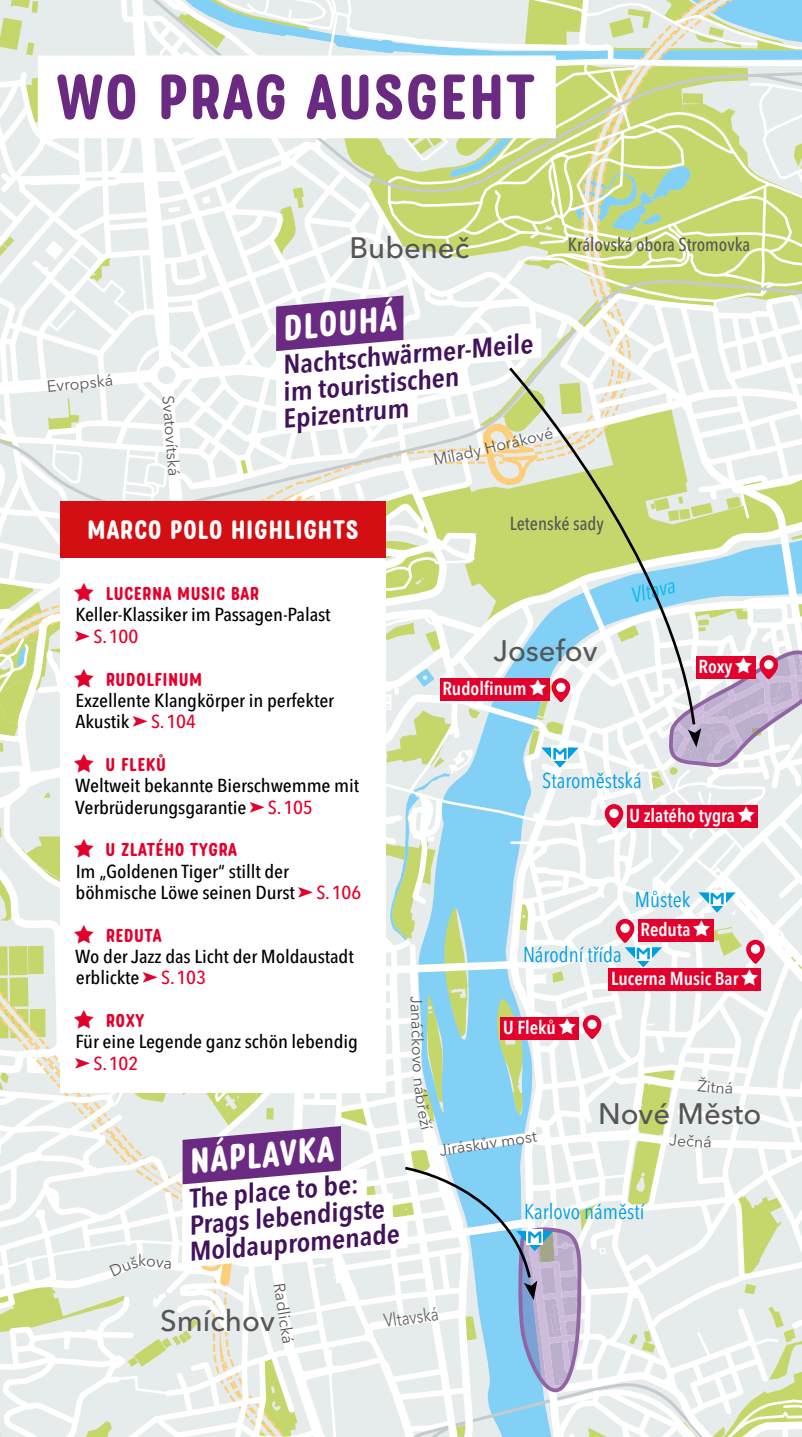 WO PRAG AUSGEHT
Bubeneč
Královská obora Stromovka
DLOUHÁ
Nachtschwärmer-Meile
im touristischen
Epizentrum
Evropská
Svatovítská
Milady Horákové
Letenské sady
MARCO POLO HIGHLIGHTS
★ LUCERNA MUSIC BAR
Keller-Klassiker im Passagen-Palast
➤ S. 100
★ RUDOLFINUM
Exzellente Klangkörper in perfekter
Akustik ➤ S. 104
★ U FLEKŮ
Weltweit bekannte Bierschwemme mit
Verbrüderungsgarantie ➤ S. 105
★ U ZLATÉHO TYGRA
Im „Goldenen Tiger“ stillt der
böhmische Löwe seinen Durst ➤ S. 106
★ REDUTA
Wo der Jazz das Licht der Moldaustadt
erblickte ➤ S. 103
★ ROXY
Für eine Legende ganz schön lebendig
➤ S. 102
Vltava
Josefov
Roxy ★
Rudolfinum ★
M
Staroměstská
U zlatého tygra ★
Můstek M
Reduta ★
Národní třída M
Lucerna Music Bar ★
U Fleků ★
Janáčkovo nábřeží
Žitná
Nové Město
Ječná
Jiráskův most
NÁPLAVKA
The place to be:
Prags lebendigste
Moldaupromenade
Karlovo náměstí
M
Duškova
Radlická
Smíchov
Vltavská